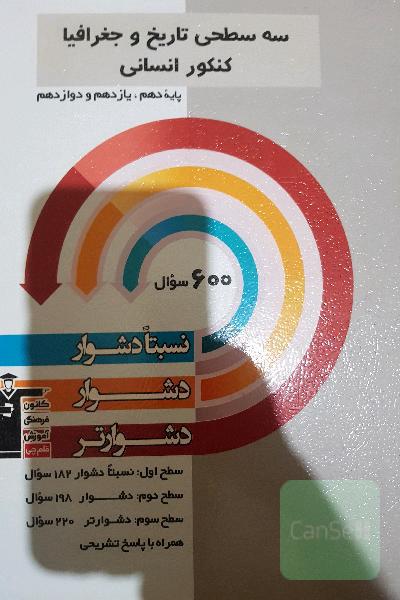 سه سطحی تاریخ و جغرافیا
کنکور انسانی
پایه دهم، یازدهم و دوازدهم
۶۰۰ سؤال
نسبتاً دشوار
دشوار
دشوارتر
کانون
فرهنگی
آموزش
قلم‌چی
سطح اول: نسبتاً دشوار ۱۸۲ سؤال
سطح دوم: دشوار ۱۹۸ سؤال
سطح سوم: دشوارتر ۲۲۰ سؤال
همراه با پاسخ تشریحی
CanSell